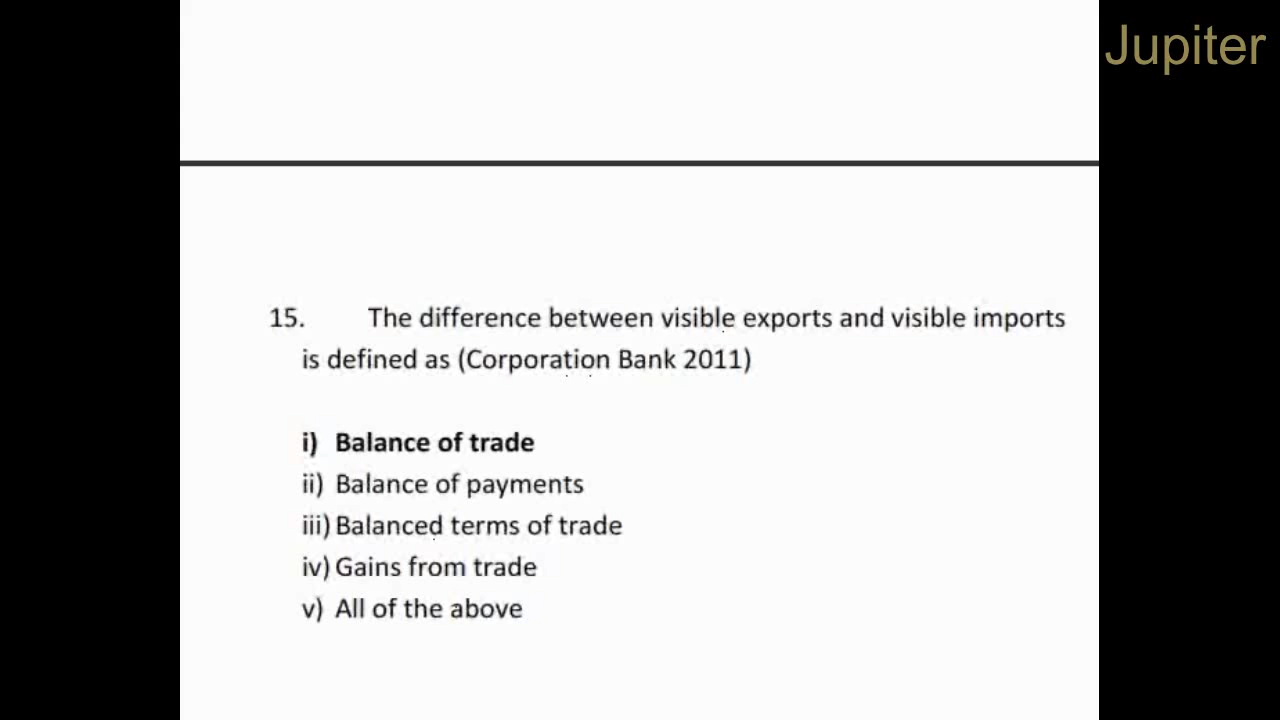 Jupiter
15. The difference between visible exports and visible imports
is defined as (Corporation Bank 2011)
i) Balance of trade
ii) Balance of payments
iii) Balanced terms of trade
iv) Gains from trade
v) All of the above